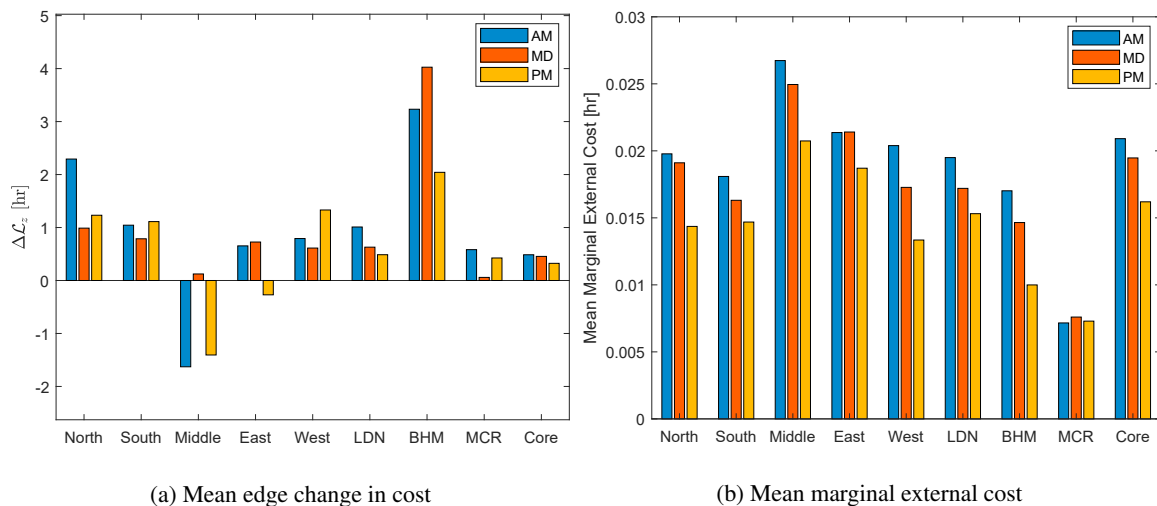 5
4
3
2
1
0
-1
-2
Δℒ_z [hr]
AM
MD
PM
North South Middle East West LDN BHM MCR Core
(a) Mean edge change in cost
0.03
0.025
0.02
0.015
0.01
0.005
0
Mean Marginal External Cost [hr]
AM
MD
PM
North South Middle East West LDN BHM MCR Core
(b) Mean marginal external cost